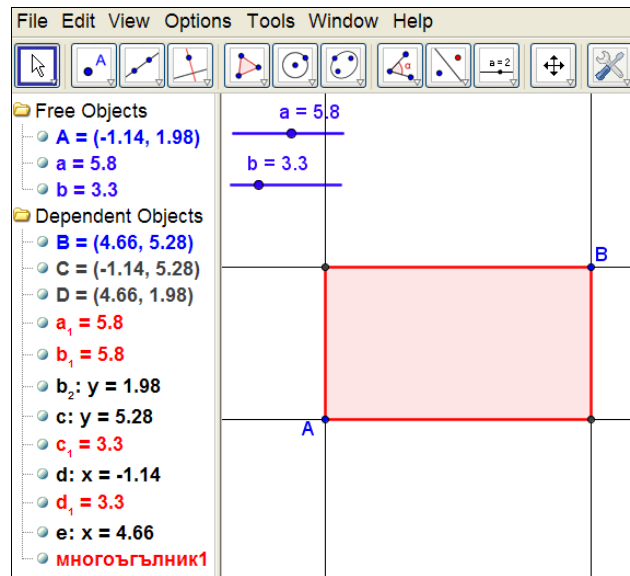 File Edit View Options Tools Window Help
A
α
a=2
Free Objects
A = (-1.14, 1.98)
a = 5.8
b = 3.3
Dependent Objects
B = (4.66, 5.28)
C = (-1.14, 5.28)
D = (4.66, 1.98)
a₁ = 5.8
b₁ = 5.8
b₂: y = 1.98
c: y = 5.28
c₁ = 3.3
d: x = -1.14
d₁ = 3.3
e: x = 4.66
многоъгълник1
a = 5.8
b = 3.3
B
A